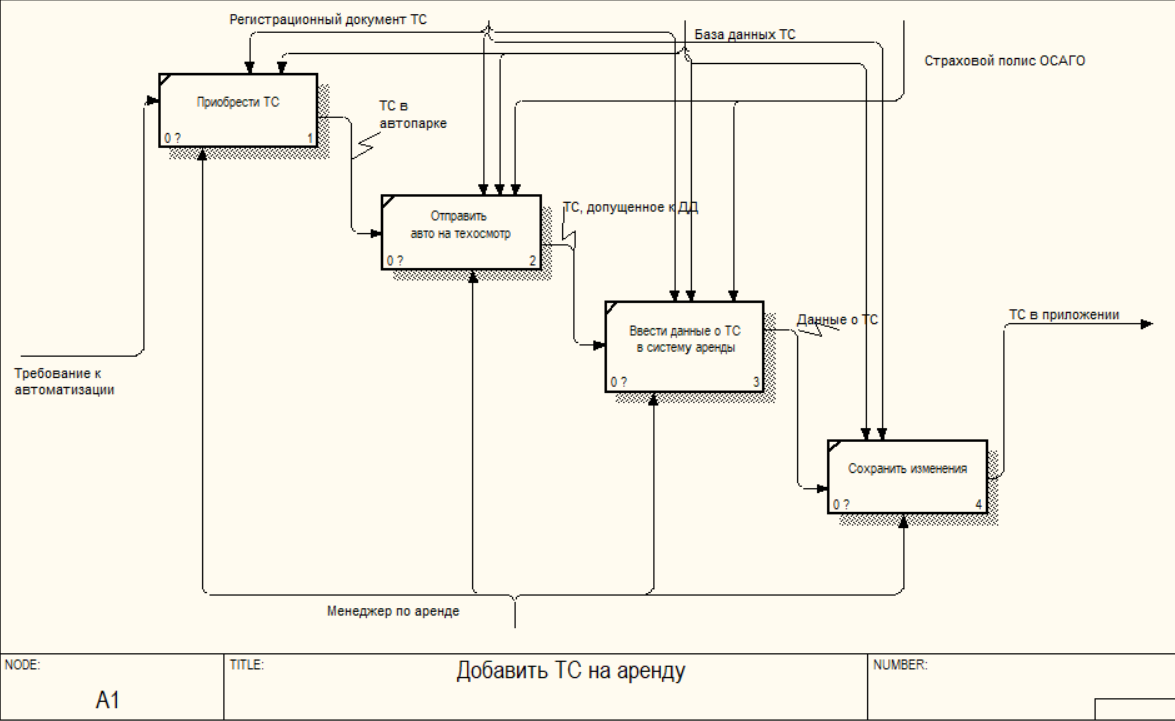 Регистрационный документ ТС
База данных ТС
Страховой полис ОСАГО
Приобрести ТС
0 ?
1
ТС в
автопарке
Отправить
авто на техосмотр
0 ?
2
ТС, допущенное к ДД
Ввести данные о ТС
в систему аренды
0 ?
3
Данные о ТС
ТС в приложении
Требование к
автоматизации
Сохранить изменения
0 ?
4
Менеджер по аренде
NODE:
A1
TITLE:
Добавить ТС на аренду
NUMBER: